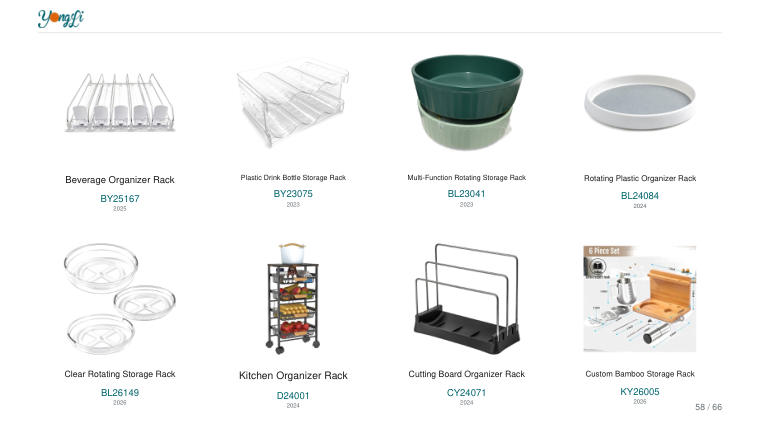 Yongli
Beverage Organizer Rack
BY25167
2025
Plastic Drink Bottle Storage Rack
BY23075
2023
Multi-Function Rotating Storage Rack
BL23041
2023
Rotating Plastic Organizer Rack
BL24084
2024
Clear Rotating Storage Rack
BL26149
2026
Kitchen Organizer Rack
D24001
2024
Cutting Board Organizer Rack
CY24071
2024
6 Piece Set
Custom Bamboo Storage Rack
KY26005
2026
58 / 66